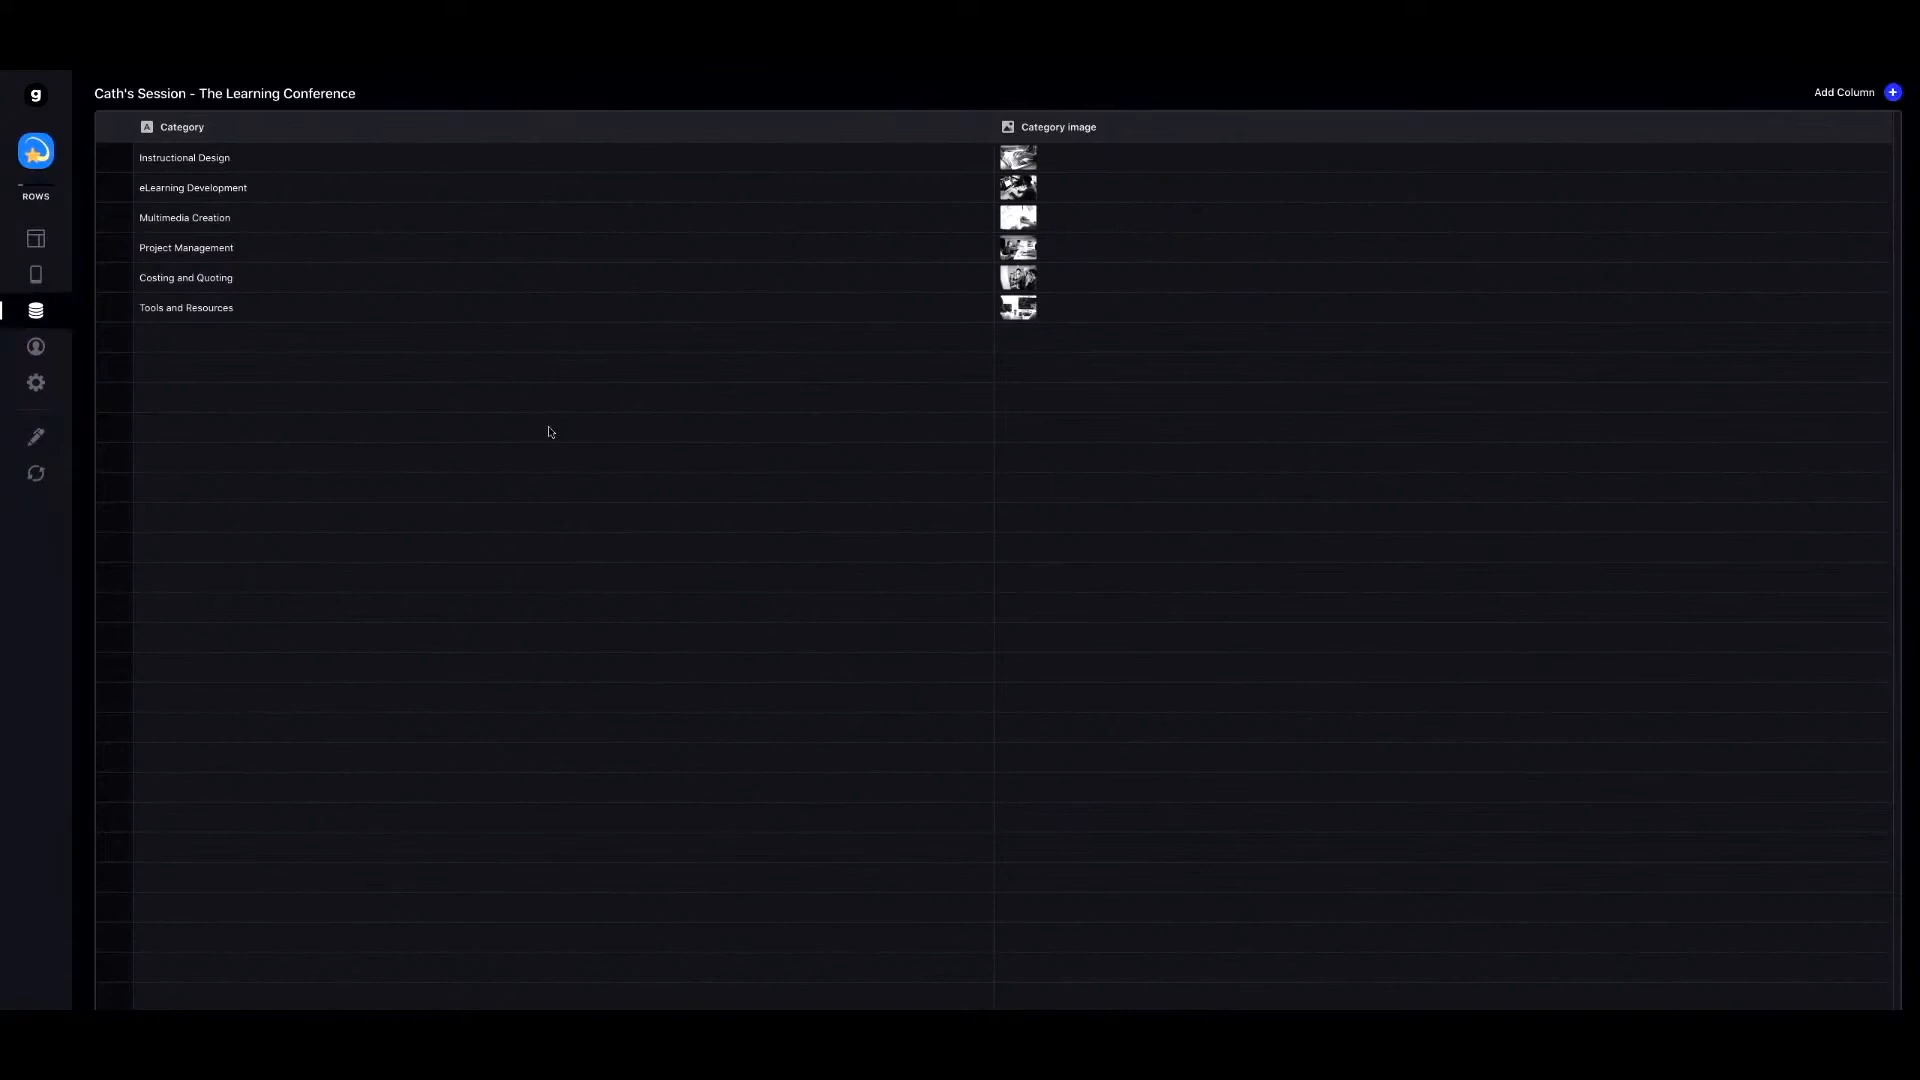 g
Cath's Session - The Learning Conference
Add Column
ROWS
A Category
Category image
Instructional Design
eLearning Development
Multimedia Creation
Project Management
Costing and Quoting
Tools and Resources